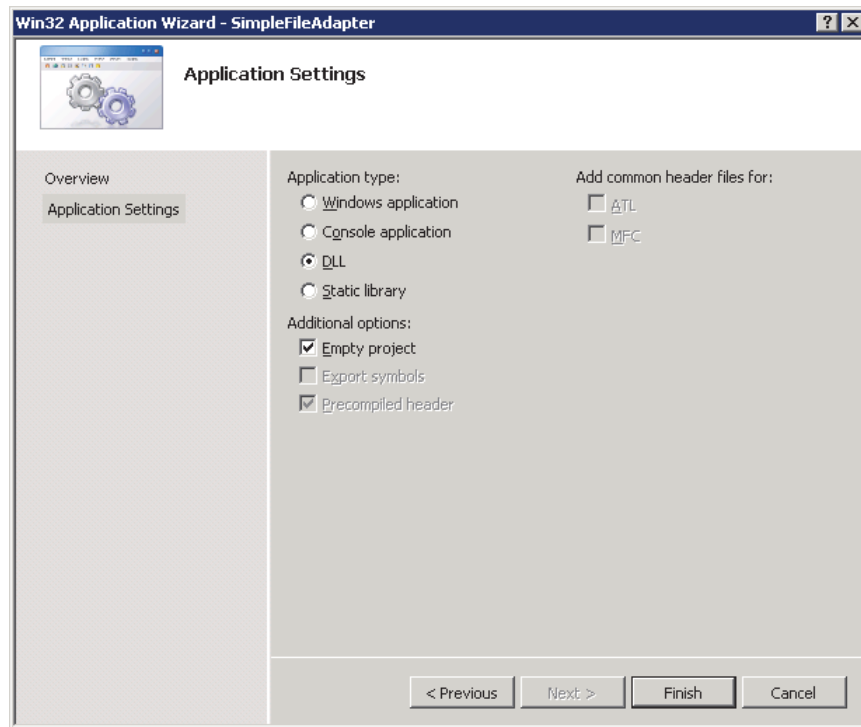 Win32 Application Wizard - SimpleFileAdapter
Application Settings
Overview
Application Settings
Application type:
Windows application
Console application
DLL
Static library
Additional options:
Empty project
Export symbols
Precompiled header
Add common header files for:
ATL
MFC
< Previous
Next >
Finish
Cancel